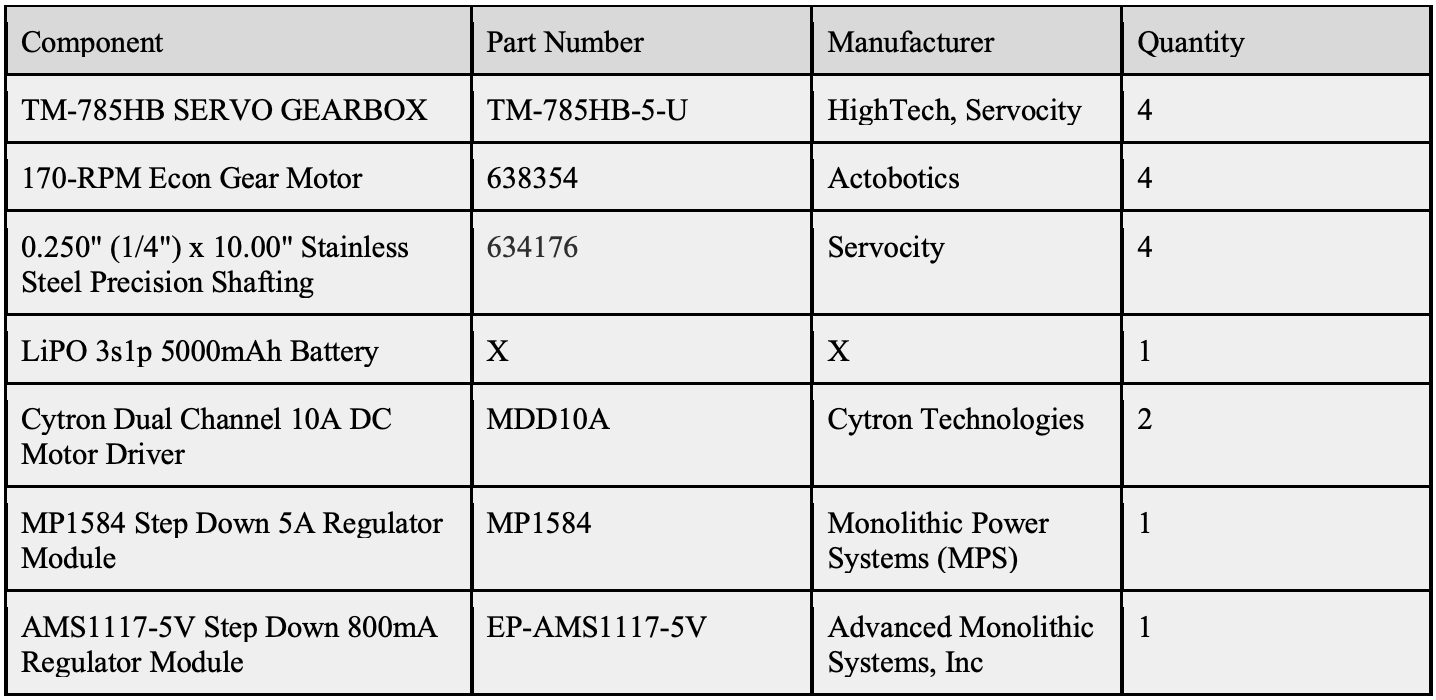 Component Part Number Manufacturer Quantity
TM-785HB SERVO GEARBOX TM-785HB-5-U HighTech, Servocity 4
170-RPM Econ Gear Motor 638354 Actobotics 4
0.250" (1/4") x 10.00" Stainless 634176 Servocity 4
Steel Precision Shafting
LiPO 3s1p 5000mAh Battery X X 1
Cytron Dual Channel 10A DC MDD10A Cytron Technologies 2
Motor Driver
MP1584 Step Down 5A Regulator MP1584 Monolithic Power 1
Module Systems (MPS)
AMS1117-5V Step Down 800mA EP-AMS1117-5V Advanced Monolithic 1
Regulator Module Systems, Inc